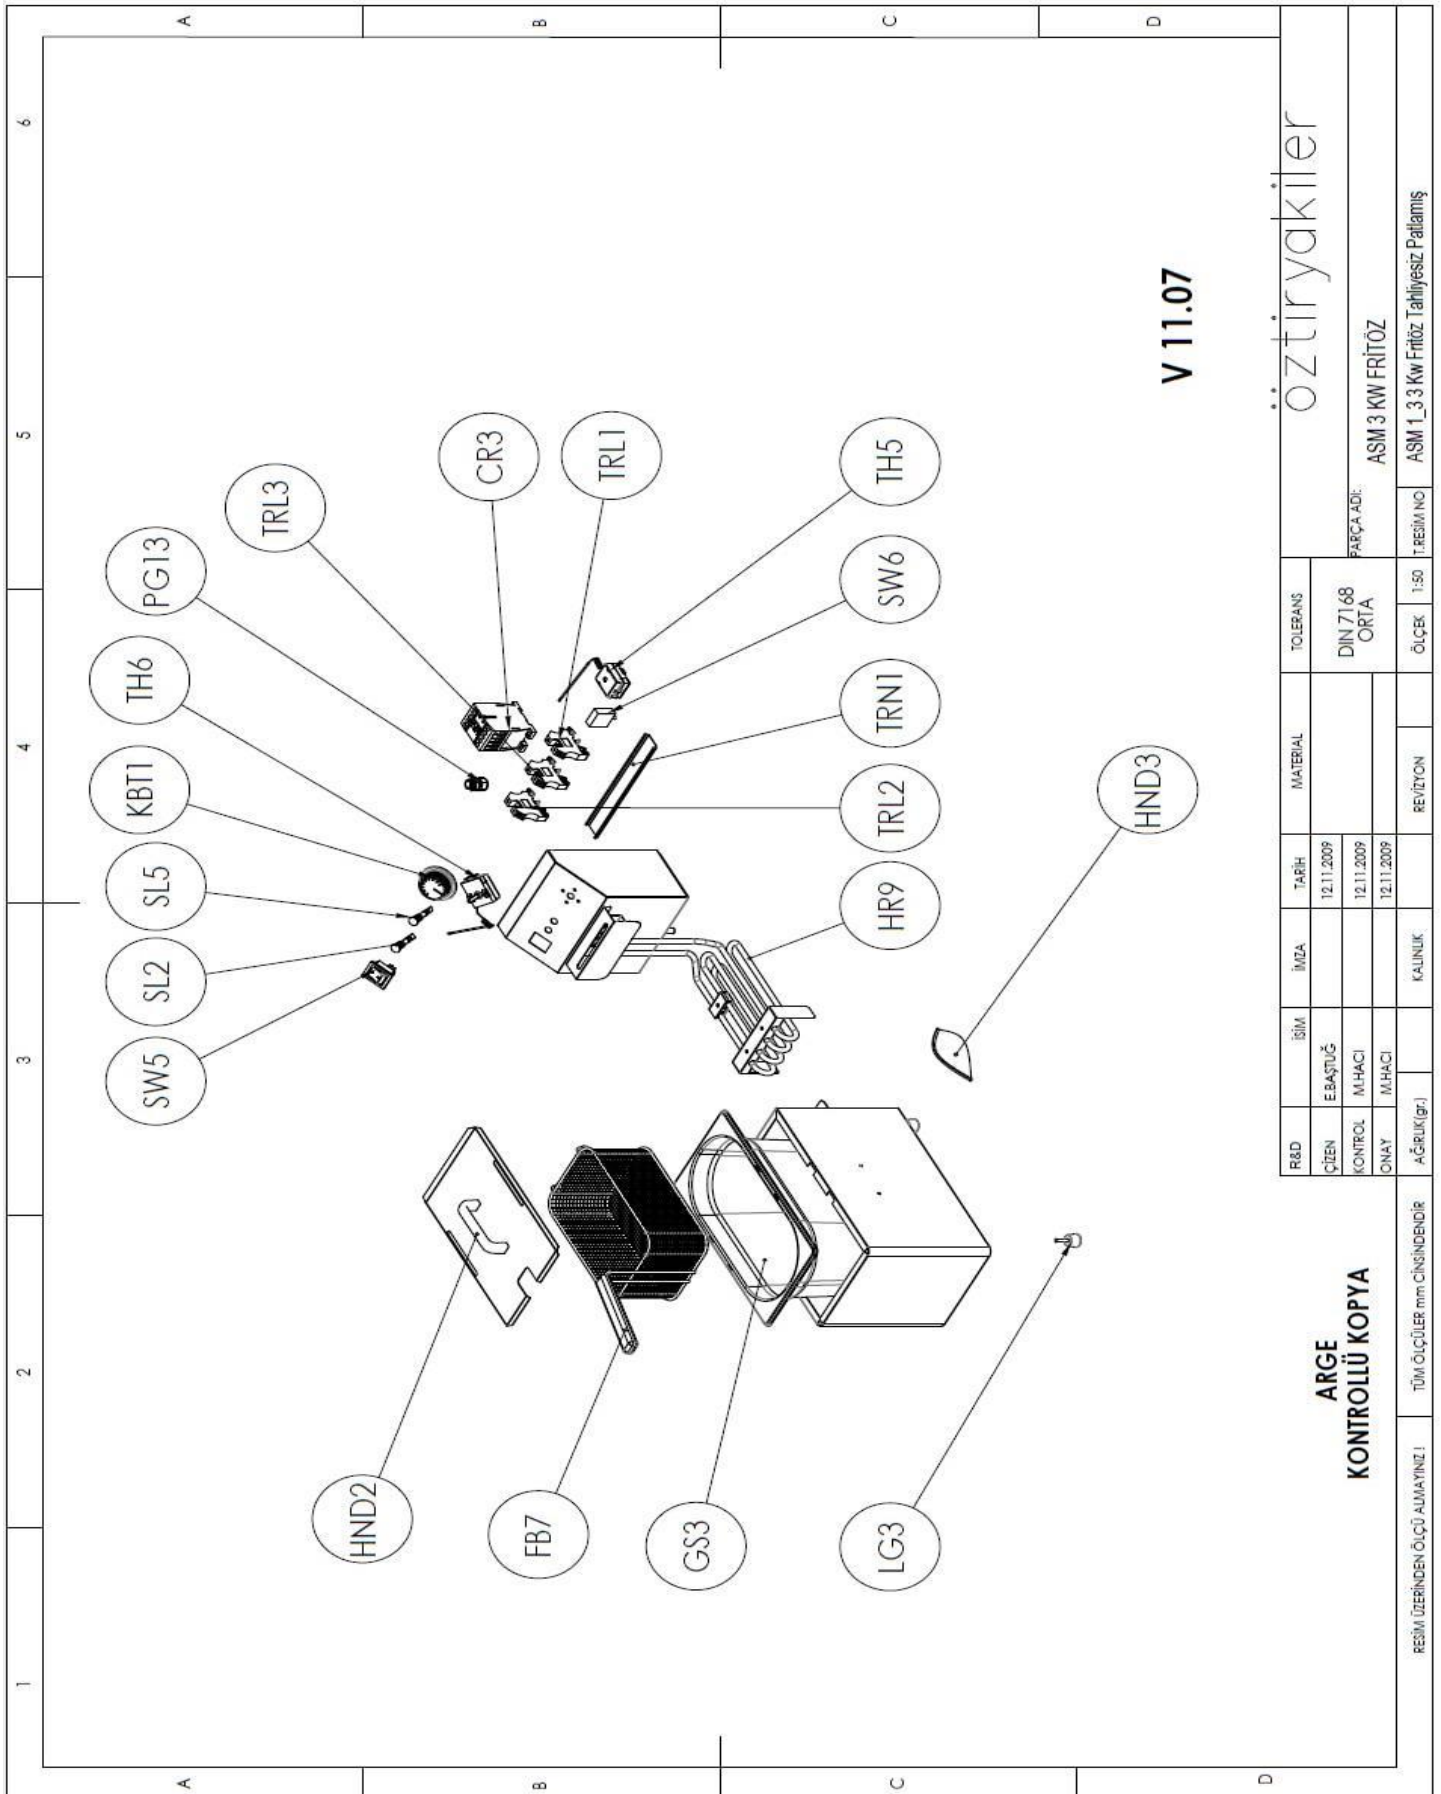 1
2
3
4
5
6
A
B
C
D
A
B
C
D
SW5
SL2
SL5
KBT1
TH6
PG13
TRL3
CR3
TRL1
TH5
SW6
TRN1
TRL2
HR9
HND3
HND2
FB7
GS3
LG3
V 11.07
ARGE
KONTROLLÜ KOPYA
RESİM ÜZERİNDEN ÖLÇÜ ALMAYINIZ !
TÜM ÖLÇÜLER mm CİNSİNDENDİR
R&D
İSİM
İMZA
TARİH
MATERIAL
TOLERANS
öztiryakiler
ÇİZEN
E.BAŞTUĞ
12.11.2009
DIN 7168
ORTA
KONTROL
M.HACI
12.11.2009
PARÇA ADI:
ASM 3 KW FRİTÖZ
ONAY
M.HACI
12.11.2009
AĞIRLIK(gr.)
KALINLIK
REVİZYON
ÖLÇEK
1:50
T.RESİM NO
ASM 1_3 3 Kw Fritöz Tahliyesiz Patlamış